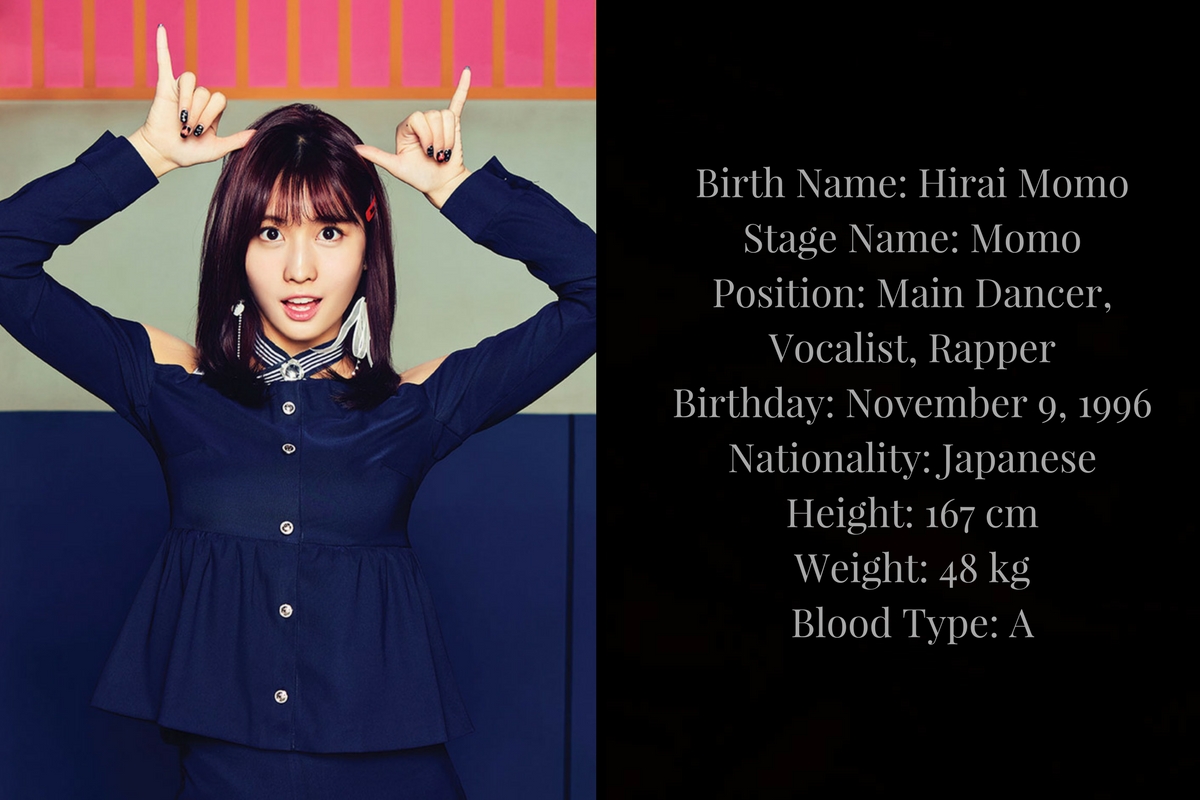 Birth Name: Hirai Momo
Stage Name: Momo
Position: Main Dancer,
Vocalist, Rapper
Birthday: November 9, 1996
Nationality: Japanese
Height: 167 cm
Weight: 48 kg
Blood Type: A